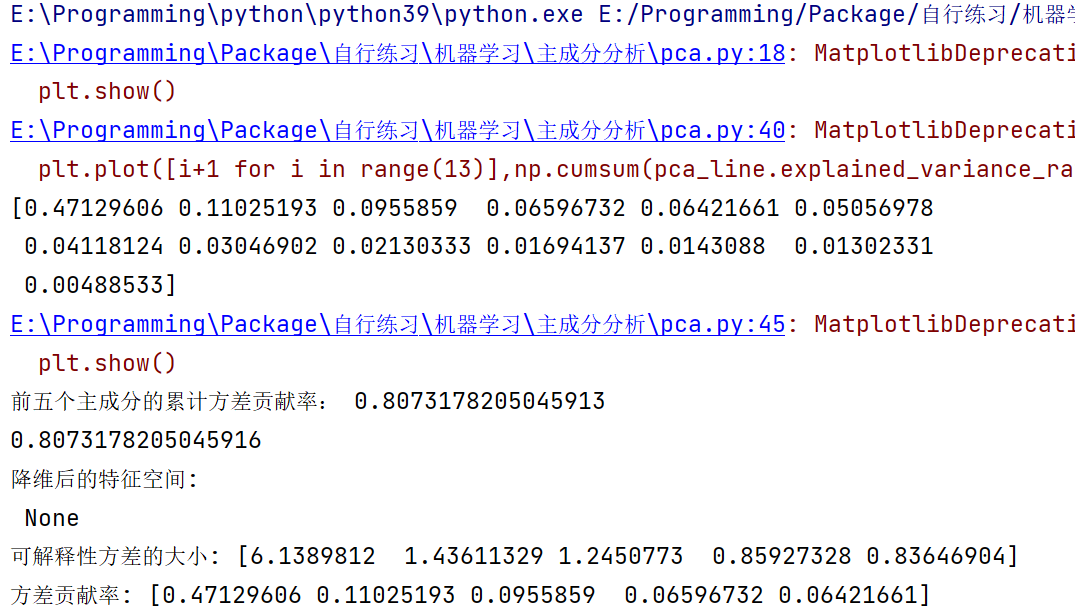 E:\Programming\python\python39\python.exe E:/Programming/Package/自行练习/机器
E:\Programming\Package\自行练习\机器学习\主成分分析\pca.py:18: MatplotlibDeprecati
  plt.show()
E:\Programming\Package\自行练习\机器学习\主成分分析\pca.py:40: MatplotlibDeprecati
  plt.plot([i+1 for i in range(13)],np.cumsum(pca_line.explained_variance_ra
[0.47129606 0.11025193 0.0955859  0.06596732 0.06421661 0.05056978
 0.04118124 0.03046902 0.02130333 0.01694137 0.0143088  0.01302331
 0.00488533]
E:\Programming\Package\自行练习\机器学习\主成分分析\pca.py:45: MatplotlibDeprecati
  plt.show()
前五个主成分的累计方差贡献率： 0.8073178205045913
0.8073178205045916
降维后的特征空间:
 None
可解释性方差的大小: [6.1389812  1.43611329 1.2450773  0.85927328 0.83646904]
方差贡献率: [0.47129606 0.11025193 0.0955859  0.06596732 0.06421661]